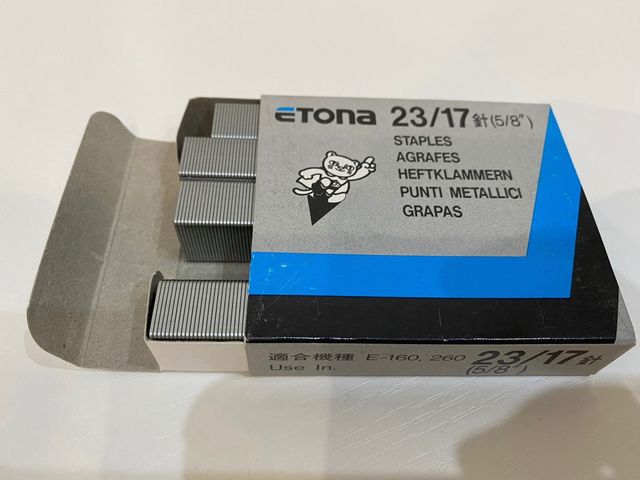 ETONA 23/17針(5/8")
STAPLES
AGRAFES
HEFTKLAMMERN
PUNTI METALLICI
GRAPAS
適合機種 E-160, 260 23/17針
Use In. (5/8")